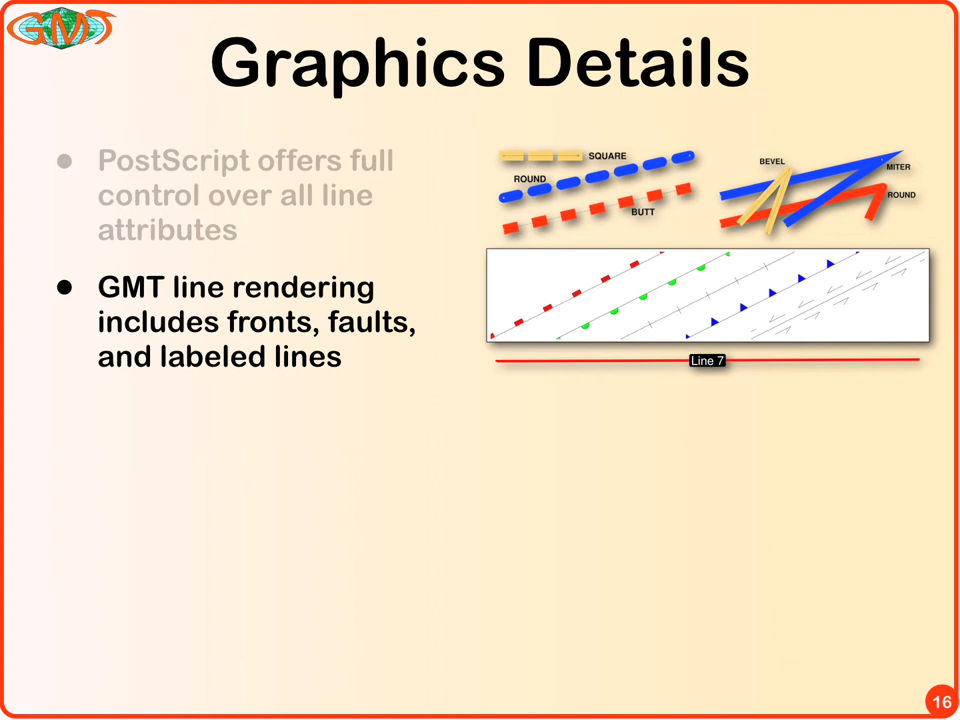 GMT
Graphics Details
● PostScript offers full
control over all line
attributes
● GMT line rendering
includes fronts, faults,
and labeled lines
SQUARE
ROUND
BUTT
BEVEL
MITER
ROUND
Line 7
16